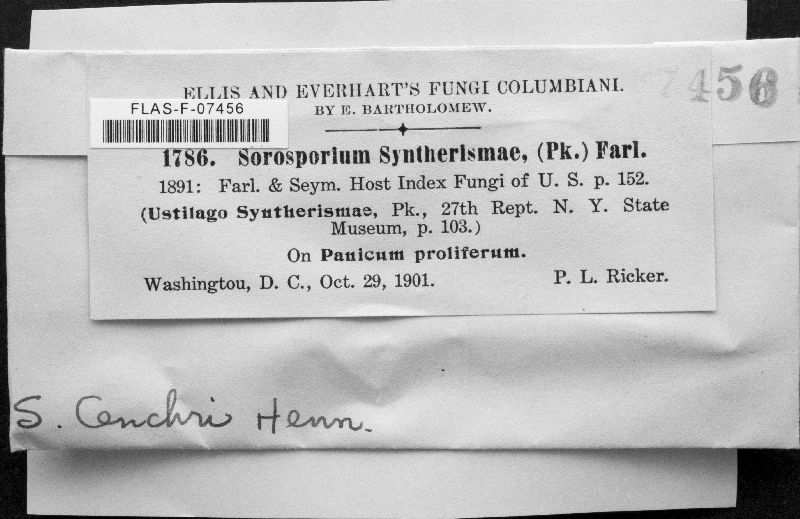 7456
ELLIS AND EVERHART'S FUNGI COLUMBIANI.
FLAS-F-07456
BY E. BARTHOLOMEW.
1786. Sorosporium Syntherismae, (Pk.) Farl.
1891: Farl. & Seym. Host Index Fungi of U. S. p. 152.
(Ustilago Syntherismae, Pk., 27th Rept. N. Y. State
Museum, p. 103.)
On Panicum proliferum.
Washingtou, D. C., Oct. 29, 1901. P. L. Ricker.
S. Cenchri Henn.